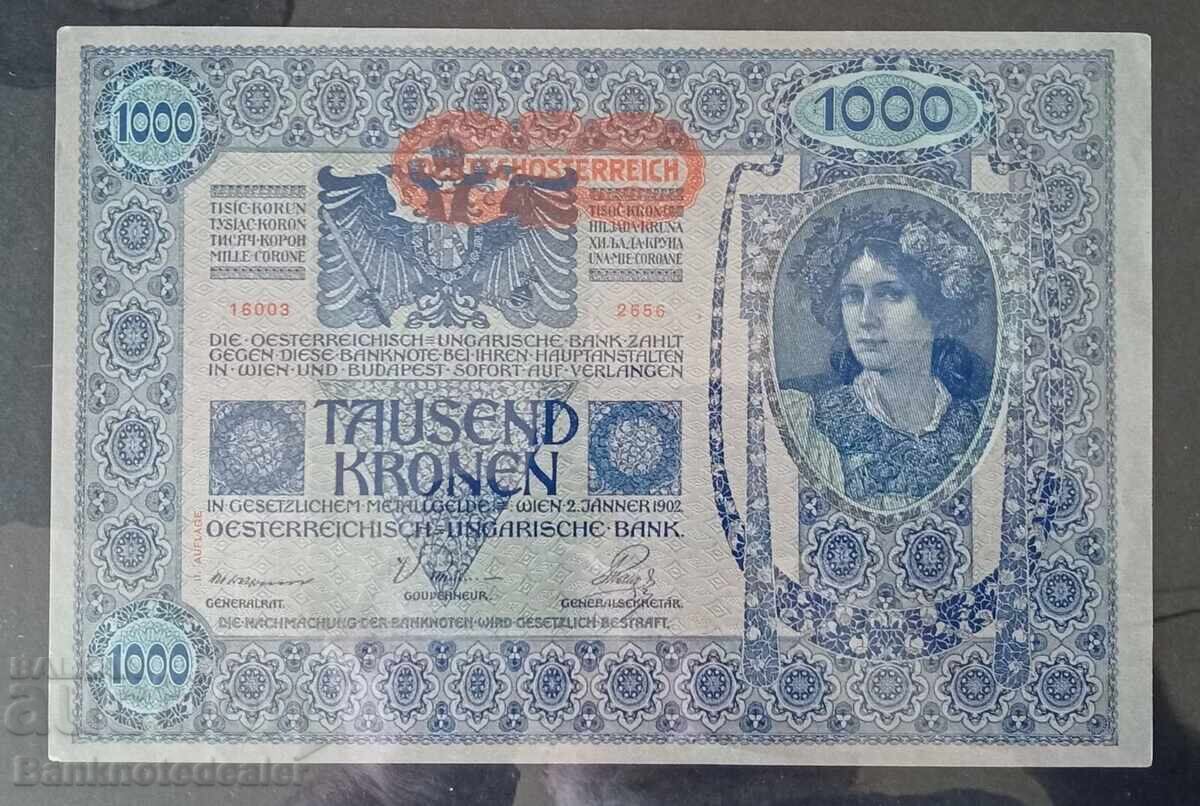 1000
1000
DEUTSCHÖSTERREICH
TISÍC·KORUN
TYSIĄC·KORON
ТИСЯЧ·КОРОН
MILLE·CORONE
TISOČ·KRON
HILJADA·KRUNA
ХИЉАДА·КРУНА
UNA·MIE·COROANE
16003
2656
DIE·OESTERREICHISCH=UNGARISCHE·BANK·ZAHLT
GEGEN·DIESE·BANKNOTE·BEI·IHREN·HAUPTANSTALTEN
IN·WIEN·UND·BUDAPEST·SOFORT·AUF·VERLANGEN
TAUSEND
KRONEN
IN·GESETZLICHEM·METALLGELDE=WIEN·2.JÄNNER·1902
OESTERREICHISCH=UNGARISCHE·BANK.
II. AUFLAGE
GENERALRAT.
GOUVERNEUR.
GENERALSEKRETÄR.
DIE·NACHMACHUNG·DER·BANKNOTEN·WIRD·GESETZLICH·BESTRAFT.
1000
Banknotedealer